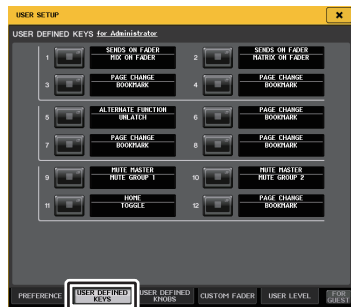 USER SETUP
USER DEFINED KEYS for Administrator
1 SENDS ON FADER
MIX ON FADER
2 SENDS ON FADER
MATRIX ON FADER
3 PAGE CHANGE
BOOKMARK
4 PAGE CHANGE
BOOKMARK
5 ALTERNATE FUNCTION
UNLATCH
6 PAGE CHANGE
BOOKMARK
7 PAGE CHANGE
BOOKMARK
8 PAGE CHANGE
BOOKMARK
9 MUTE MASTER
MUTE GROUP 1
10 MUTE MASTER
MUTE GROUP 2
11 HOME
TOGGLE
12 PAGE CHANGE
BOOKMARK
PREFERENCE
USER DEFINED
KEYS
USER DEFINED
KNOBS
CUSTOM FADER
USER LEVEL
FOR
GUEST